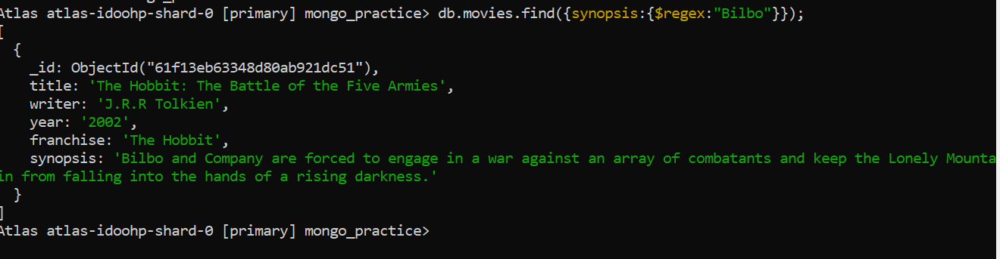 Atlas atlas-idoohp-shard-0 [primary] mongo_practice> db.movies.find({synopsis:{$regex:"Bilbo"}});
[
  {
    _id: ObjectId("61f13eb63348d80ab921dc51"),
    title: 'The Hobbit: The Battle of the Five Armies',
    writer: 'J.R.R Tolkien',
    year: '2002',
    franchise: 'The Hobbit',
    synopsis: 'Bilbo and Company are forced to engage in a war against an array of combatants and keep the Lonely Mounta
in from falling into the hands of a rising darkness.'
  }
]
Atlas atlas-idoohp-shard-0 [primary] mongo_practice>